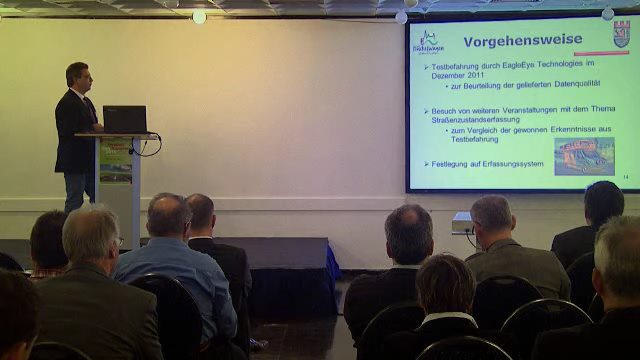 Vorgehensweise
➢ Testbefahrung durch EagleEye Technologies im
Dezember 2011
▪ zur Beurteilung der gelieferten Datenqualität
➢ Besuch von weiteren Veranstaltungen mit dem Thema
Straßenzustandserfassung
▪ zum Vergleich der gewonnen Erkenntnisse aus
Testbefahrung
➢ Festlegung auf Erfassungssystem
14